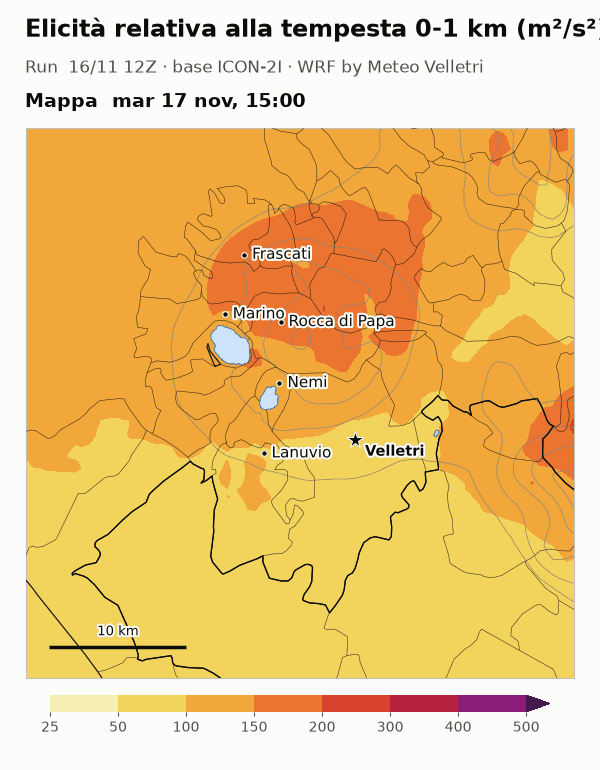 Elicità relativa alla tempesta 0-1 km (m²/s²)
Run 16/11 12Z · base ICON-2I · WRF by Meteo Velletri
Mappa mar 17 nov, 15:00
Frascati
Marino
Rocca di Papa
Nemi
Velletri
Lanuvio
10 km
25 50 100 150 200 300 400 500